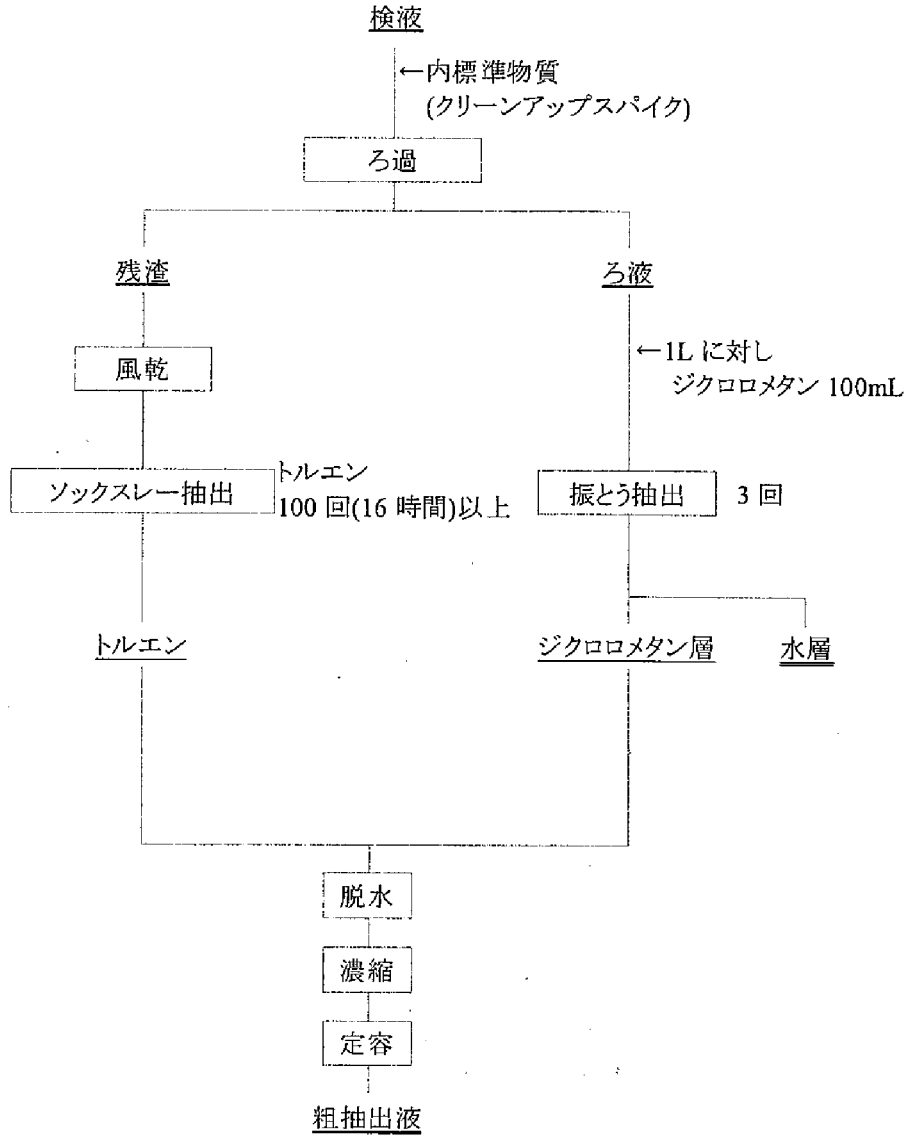 検液
←内標準物質
(クリーンアップスパイク)
ろ過
残渣
ろ液
風乾
←1L に対し
ジクロロメタン 100mL
ソックスレー抽出
トルエン
100 回(16 時間)以上
振とう抽出
3 回
トルエン
ジクロロメタン層
水層
脱水
濃縮
定容
粗抽出液